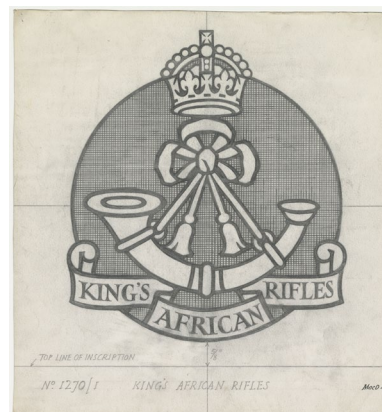 KING'S AFRICAN RIFLES
TOP LINE OF INSCRIPTION
Nº 1270/1 KING'S AFRICAN RIFLES